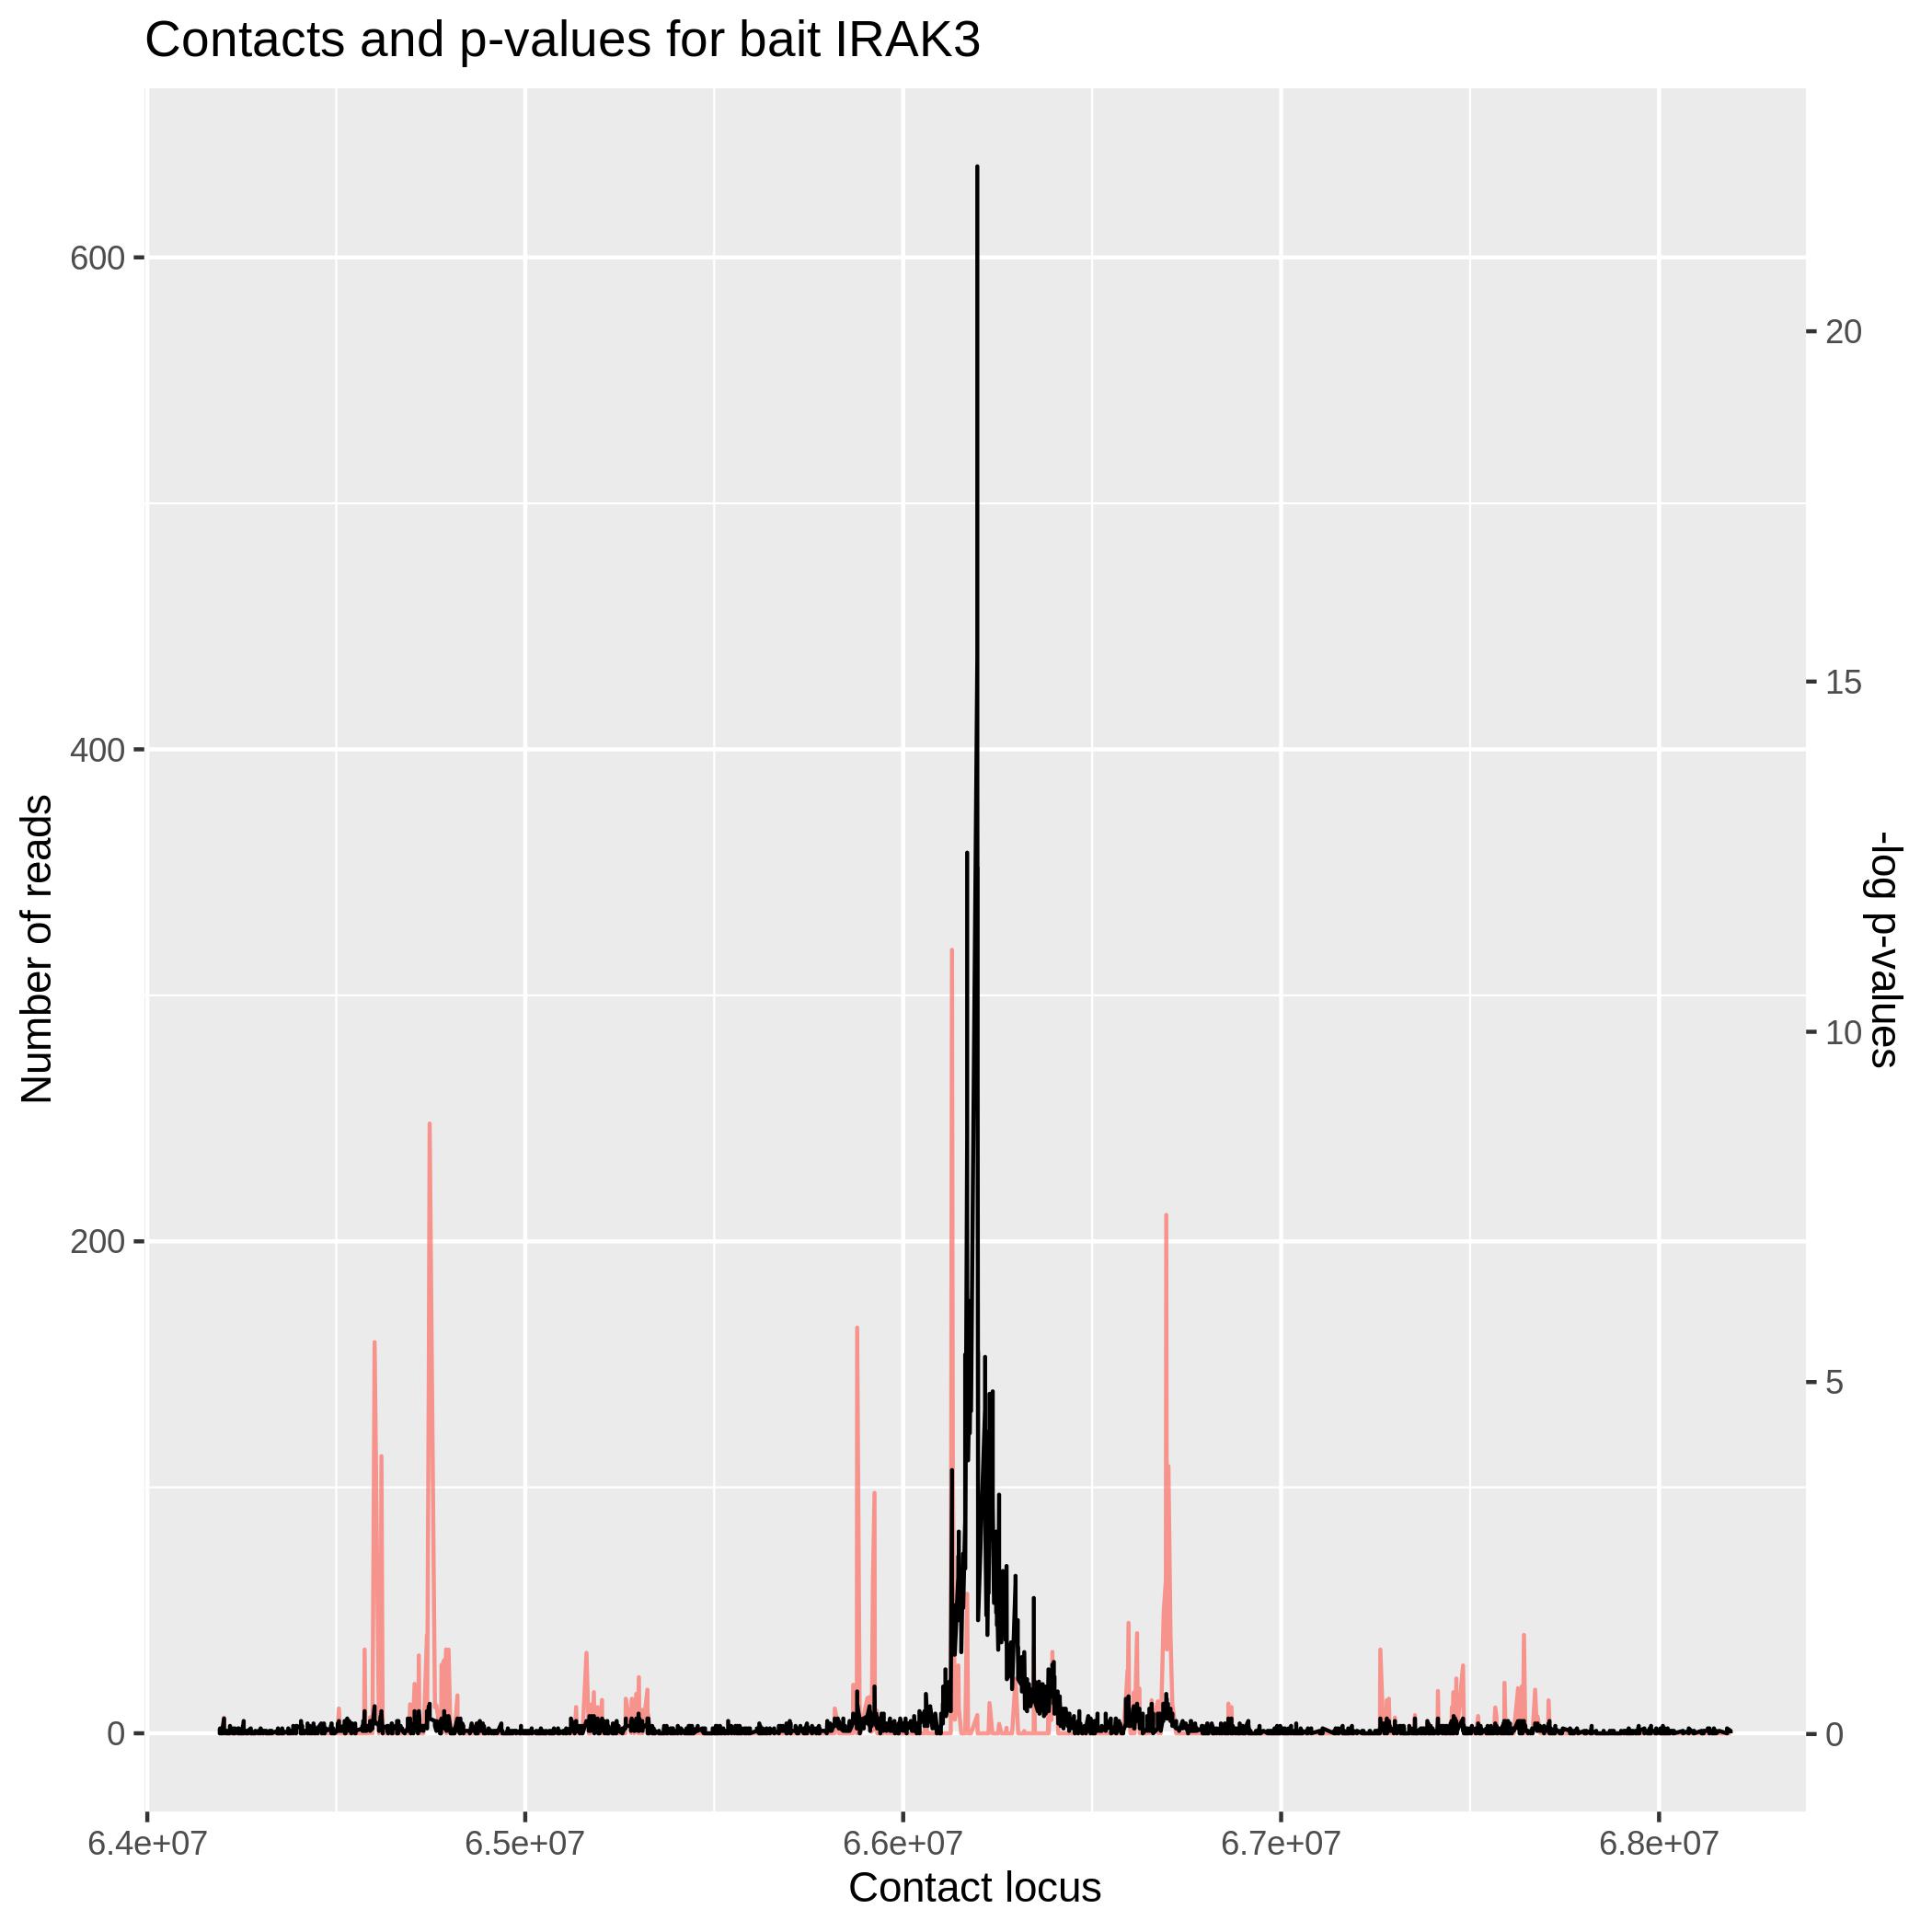 Contacts and p-values for bait IRAK3
600
400
200
0
Number of reads
20
15
10
5
0
-log p-values
6.4e+07
6.5e+07
6.6e+07
6.7e+07
6.8e+07
Contact locus